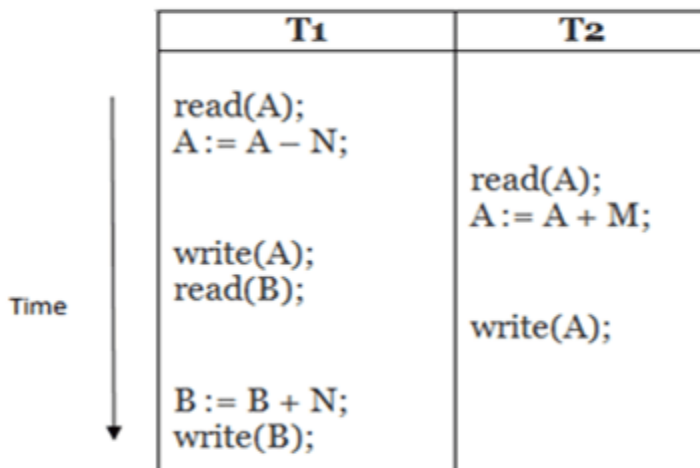 T1 T2
read(A);
A := A – N;
read(A);
A := A + M;
write(A);
read(B);
Time
write(A);
B := B + N;
write(B);